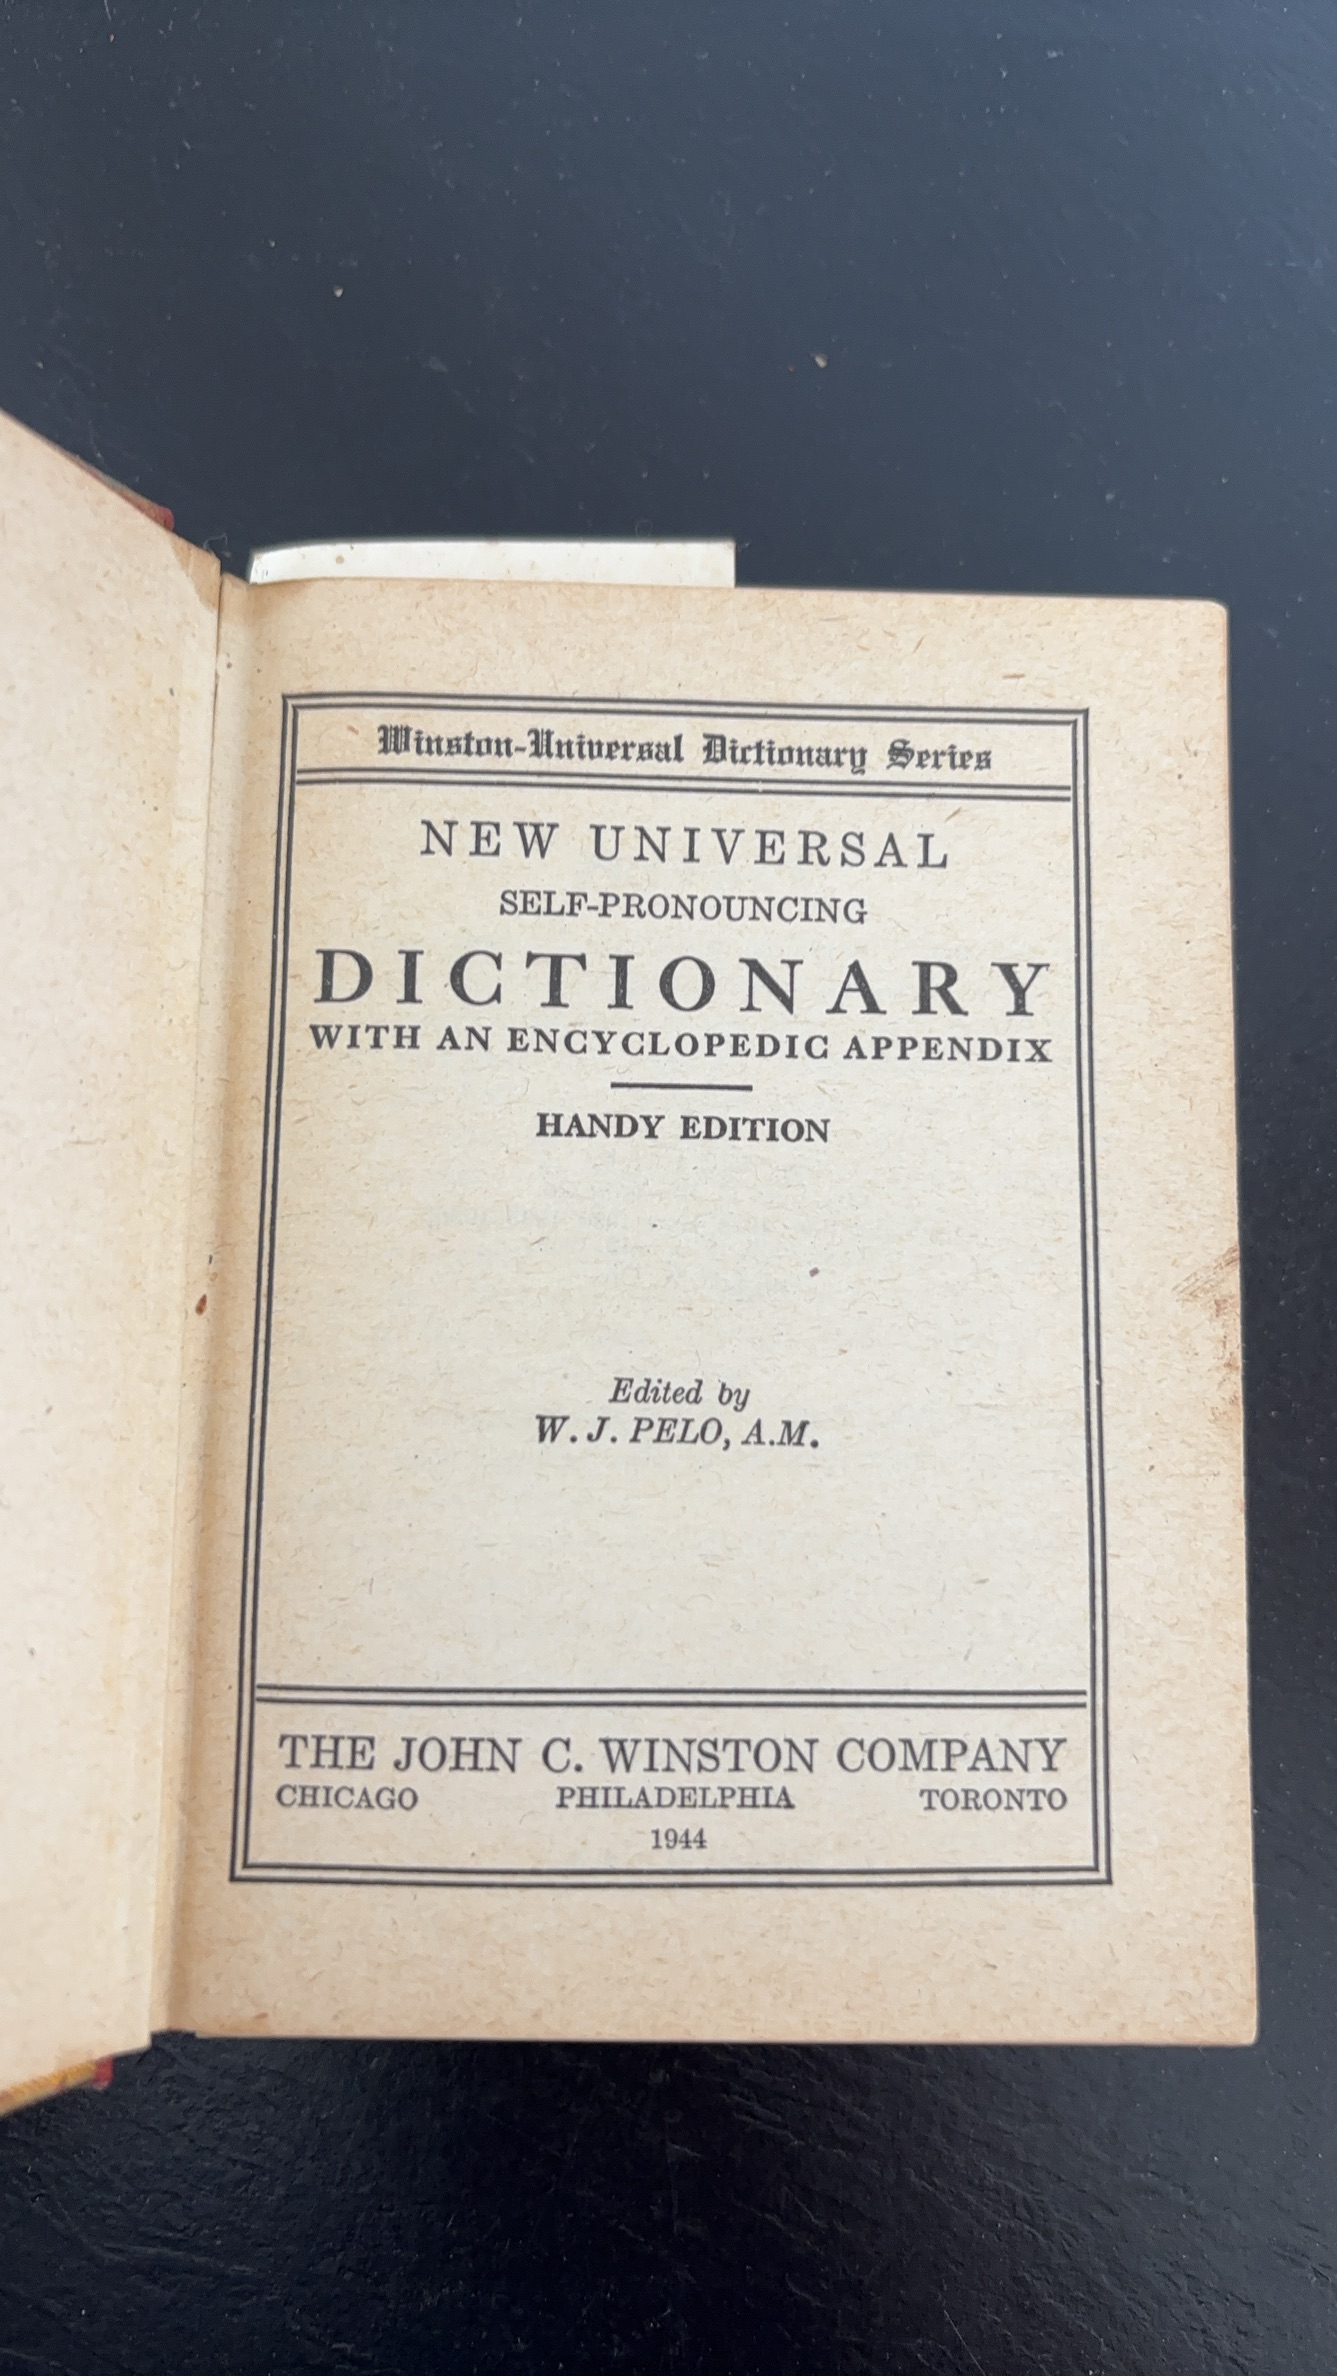 Winston-Universal Dictionary Series
NEW UNIVERSAL
SELF-PRONOUNCING
DICTIONARY
WITH AN ENCYCLOPEDIC APPENDIX
HANDY EDITION
Edited by
W. J. PELO, A.M.
THE JOHN C. WINSTON COMPANY
CHICAGO PHILADELPHIA TORONTO
1944